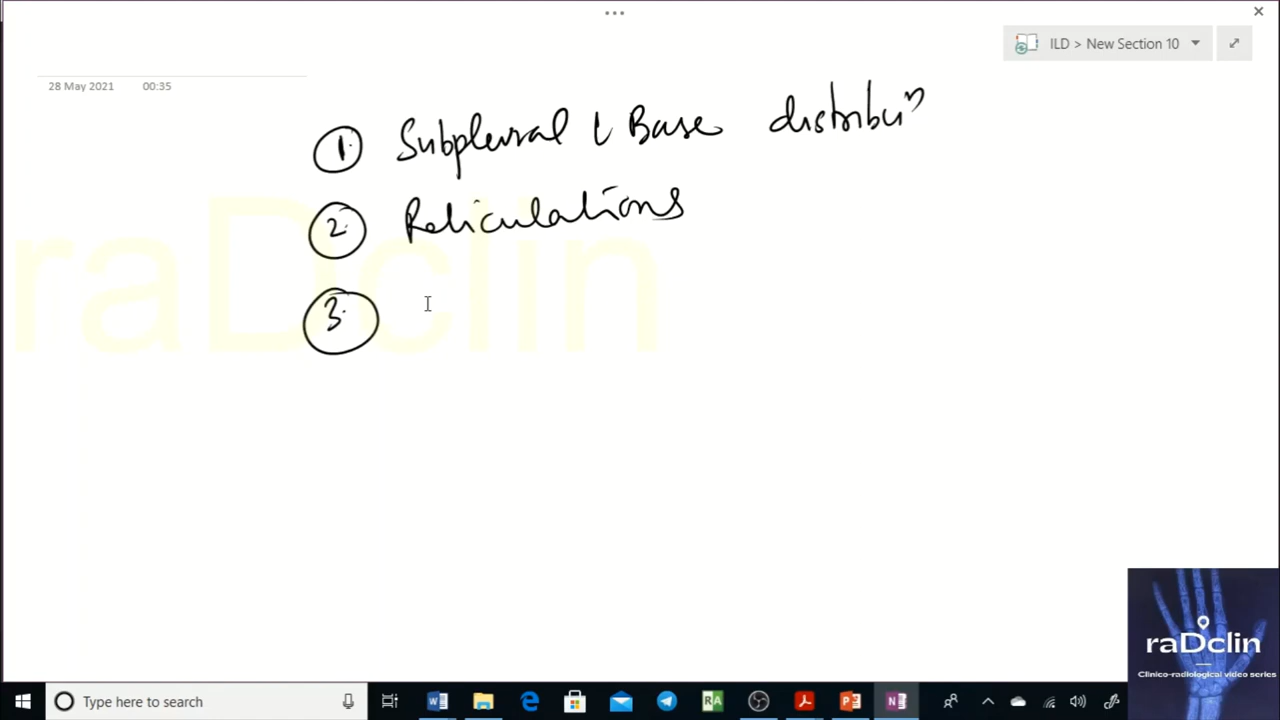 ILD > New Section 10
28 May 2021 00:35
1. Subpleural & Base distribun
2. Reticulations
3.
raDclin
raDclin
Clinico-radiological video series
Type here to search